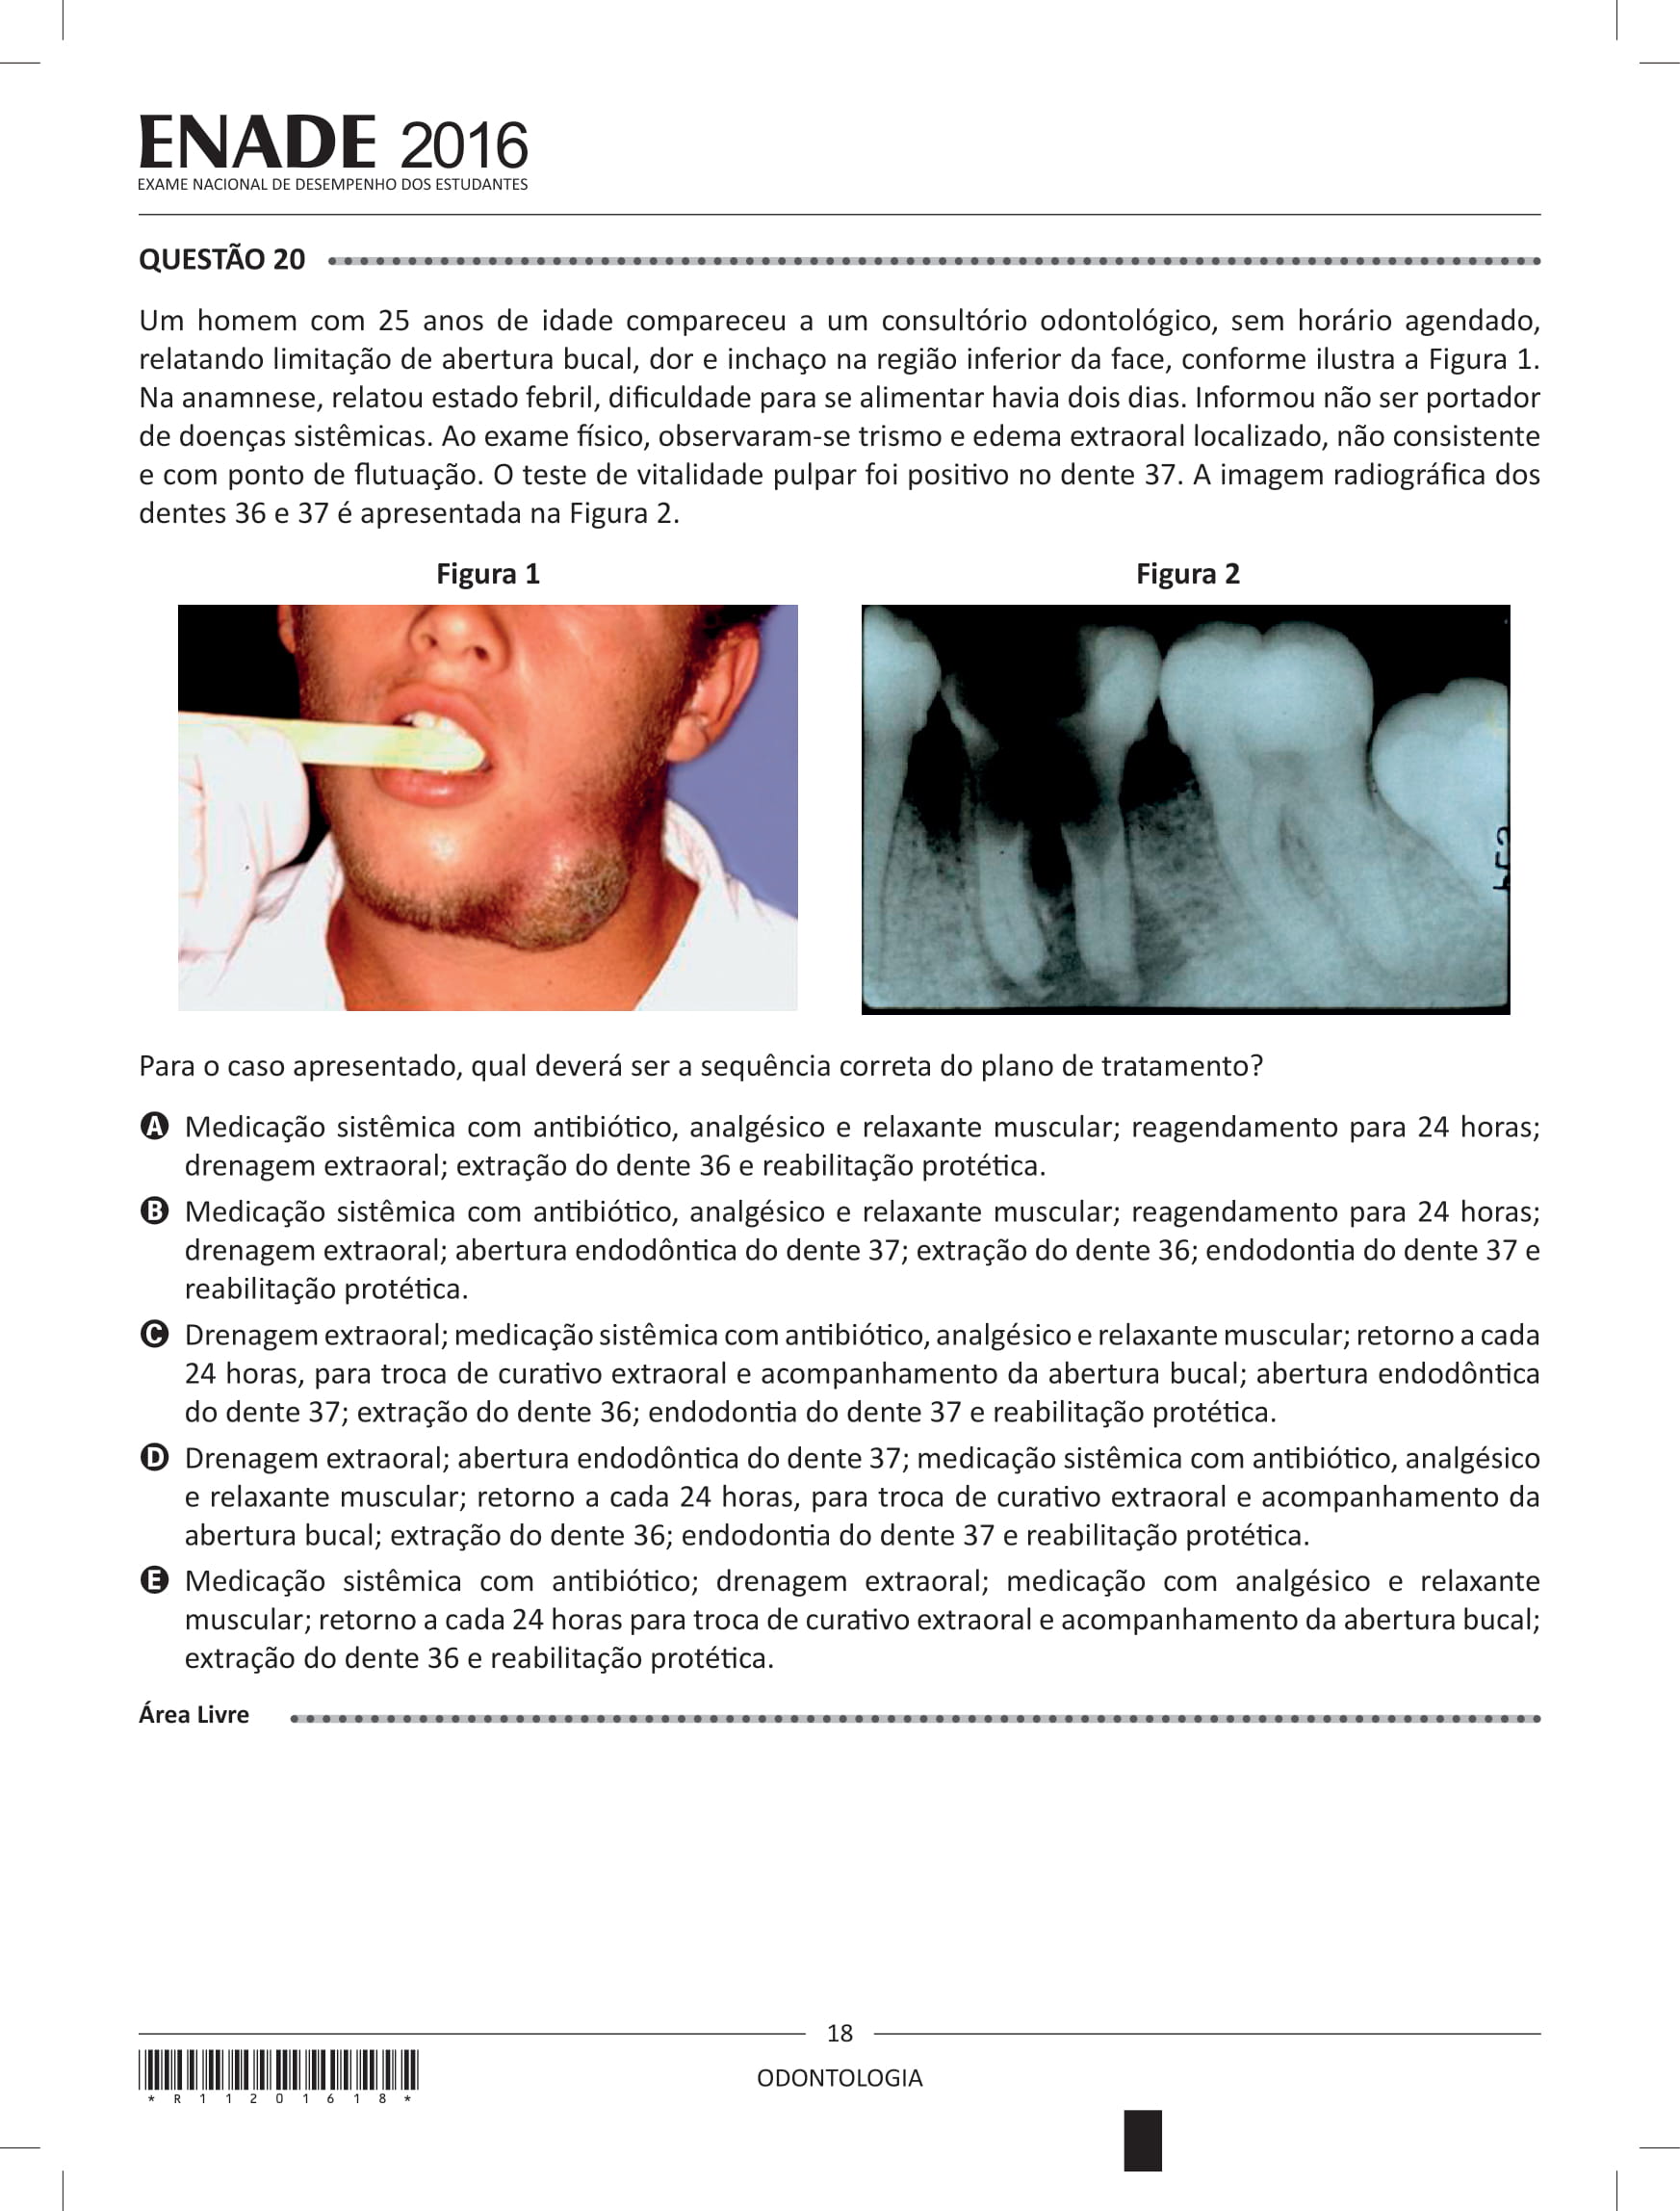 ENADE 2016
EXAME NACIONAL DE DESEMPENHO DOS ESTUDANTES
QUESTÃO 20
Um homem com 25 anos de idade compareceu a um consultório odontológico, sem horário agendado,
relatando limitação de abertura bucal, dor e inchaço na região inferior da face, conforme ilustra a Figura 1.
Na anamnese, relatou estado febril, dificuldade para se alimentar havia dois dias. Informou não ser portador
de doenças sistêmicas. Ao exame físico, observaram-se trismo e edema extraoral localizado, não consistente
e com ponto de flutuação. O teste de vitalidade pulpar foi positivo no dente 37. A imagem radiográfica dos
dentes 36 e 37 é apresentada na Figura 2.
Figura 1
Figura 2
Para o caso apresentado, qual deverá ser a sequência correta do plano de tratamento?
A Medicação sistêmica com antibiótico, analgésico e relaxante muscular; reagendamento para 24 horas;
drenagem extraoral; extração do dente 36 e reabilitação protética.
B Medicação sistêmica com antibiótico, analgésico e relaxante muscular; reagendamento para 24 horas;
drenagem extraoral; abertura endodôntica do dente 37; extração do dente 36; endodontia do dente 37 e
reabilitação protética.
C Drenagem extraoral; medicação sistêmica com antibiótico, analgésico e relaxante muscular; retorno a cada
24 horas, para troca de curativo extraoral e acompanhamento da abertura bucal; abertura endodôntica
do dente 37; extração do dente 36; endodontia do dente 37 e reabilitação protética.
D Drenagem extraoral; abertura endodôntica do dente 37; medicação sistêmica com antibiótico, analgésico
e relaxante muscular; retorno a cada 24 horas, para troca de curativo extraoral e acompanhamento da
abertura bucal; extração do dente 36; endodontia do dente 37 e reabilitação protética.
E Medicação sistêmica com antibiótico; drenagem extraoral; medicação com analgésico e relaxante
muscular; retorno a cada 24 horas para troca de curativo extraoral e acompanhamento da abertura bucal;
extração do dente 36 e reabilitação protética.
Área Livre
18
ODONTOLOGIA
* R 1 1 2 0 1 6 1 8 *